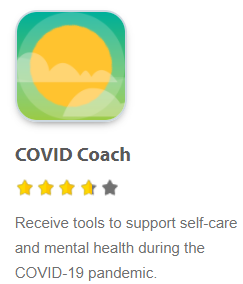 COVID Coach
Receive tools to support self-care
and mental health during the
COVID-19 pandemic.